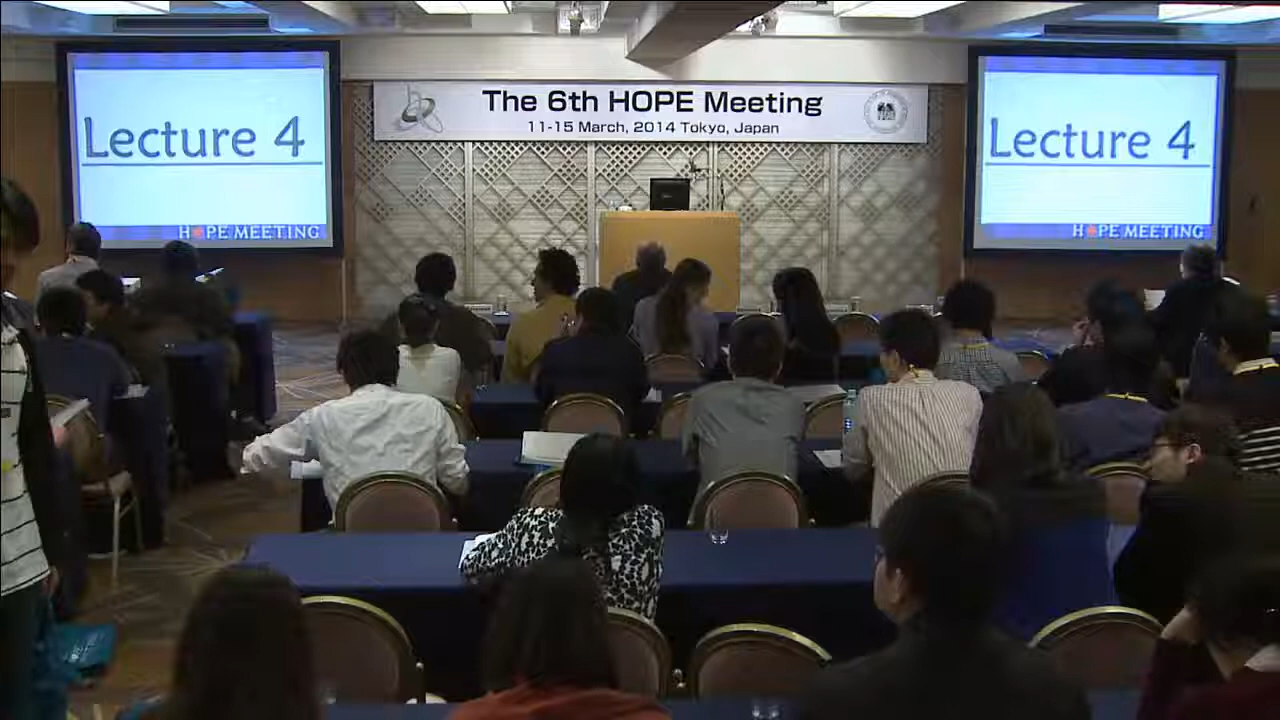 Lecture 4
HOPE MEETING
The 6th HOPE Meeting
11-15 March, 2014 Tokyo, Japan
Lecture 4
HOPE MEETING